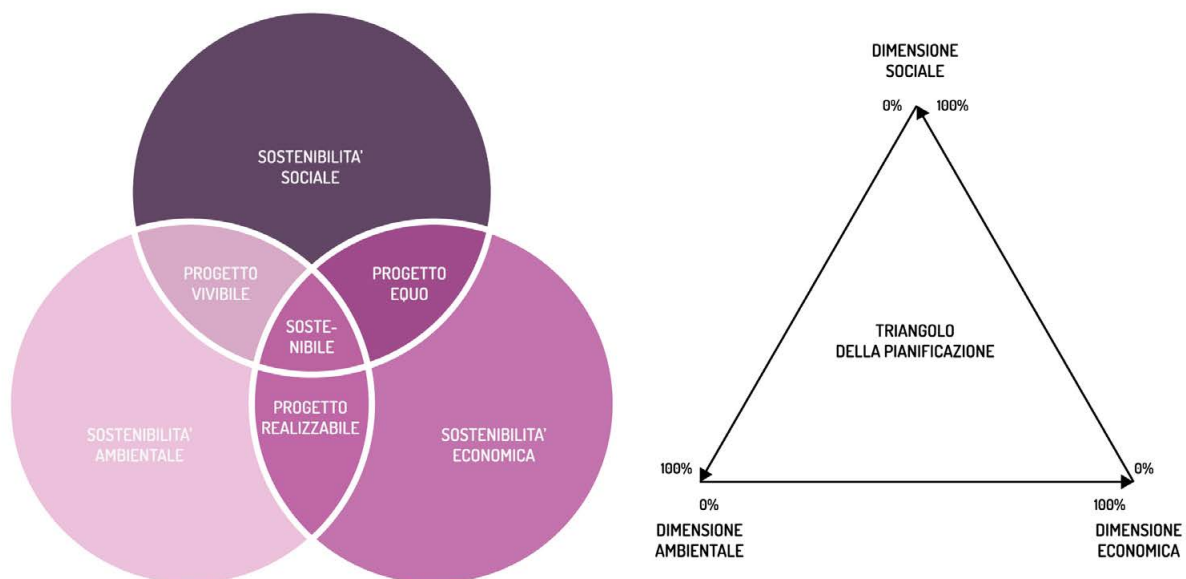 SOSTENIBILITA'
SOCIALE
PROGETTO
VIVIBILE
PROGETTO
EQUO
SOSTE-
NIBILE
PROGETTO
REALIZZABILE
SOSTENIBILITA'
AMBIENTALE
SOSTENIBILITA'
ECONOMICA
DIMENSIONE
SOCIALE
0% 100%
TRIANGOLO
DELLA PIANIFICAZIONE
100%
0%
DIMENSIONE
AMBIENTALE
0%
100%
DIMENSIONE
ECONOMICA